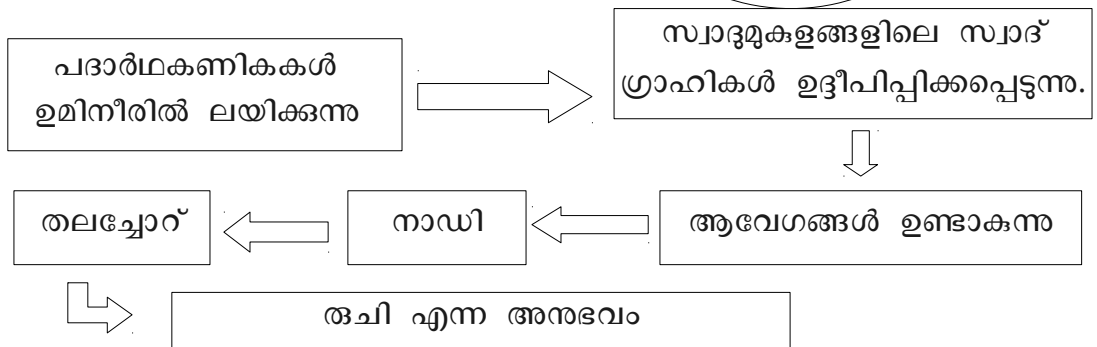 പദാർഥകണികകൾ
ഉമിനീരിൽ ലയിക്കുന്നു
സ്വാദുമുകുളങ്ങളിലെ സ്വാദ്
ഗ്രാഹികൾ ഉദ്ദീപിപ്പിക്കപ്പെടുന്നു.
ആവേഗങ്ങൾ ഉണ്ടാകുന്നു
നാഡി
തലച്ചോറ്
രുചി എന്ന അനുഭവം